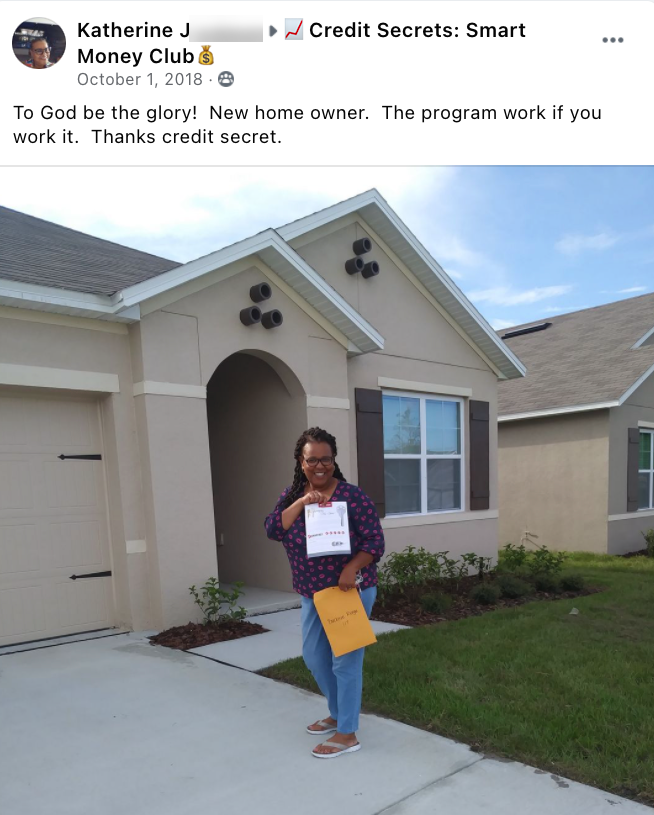 Katherine J
Credit Secrets: Smart
Money Club
October 1, 2018 ·
To God be the glory!  New home owner.  The program work if you
work it.  Thanks credit secret.